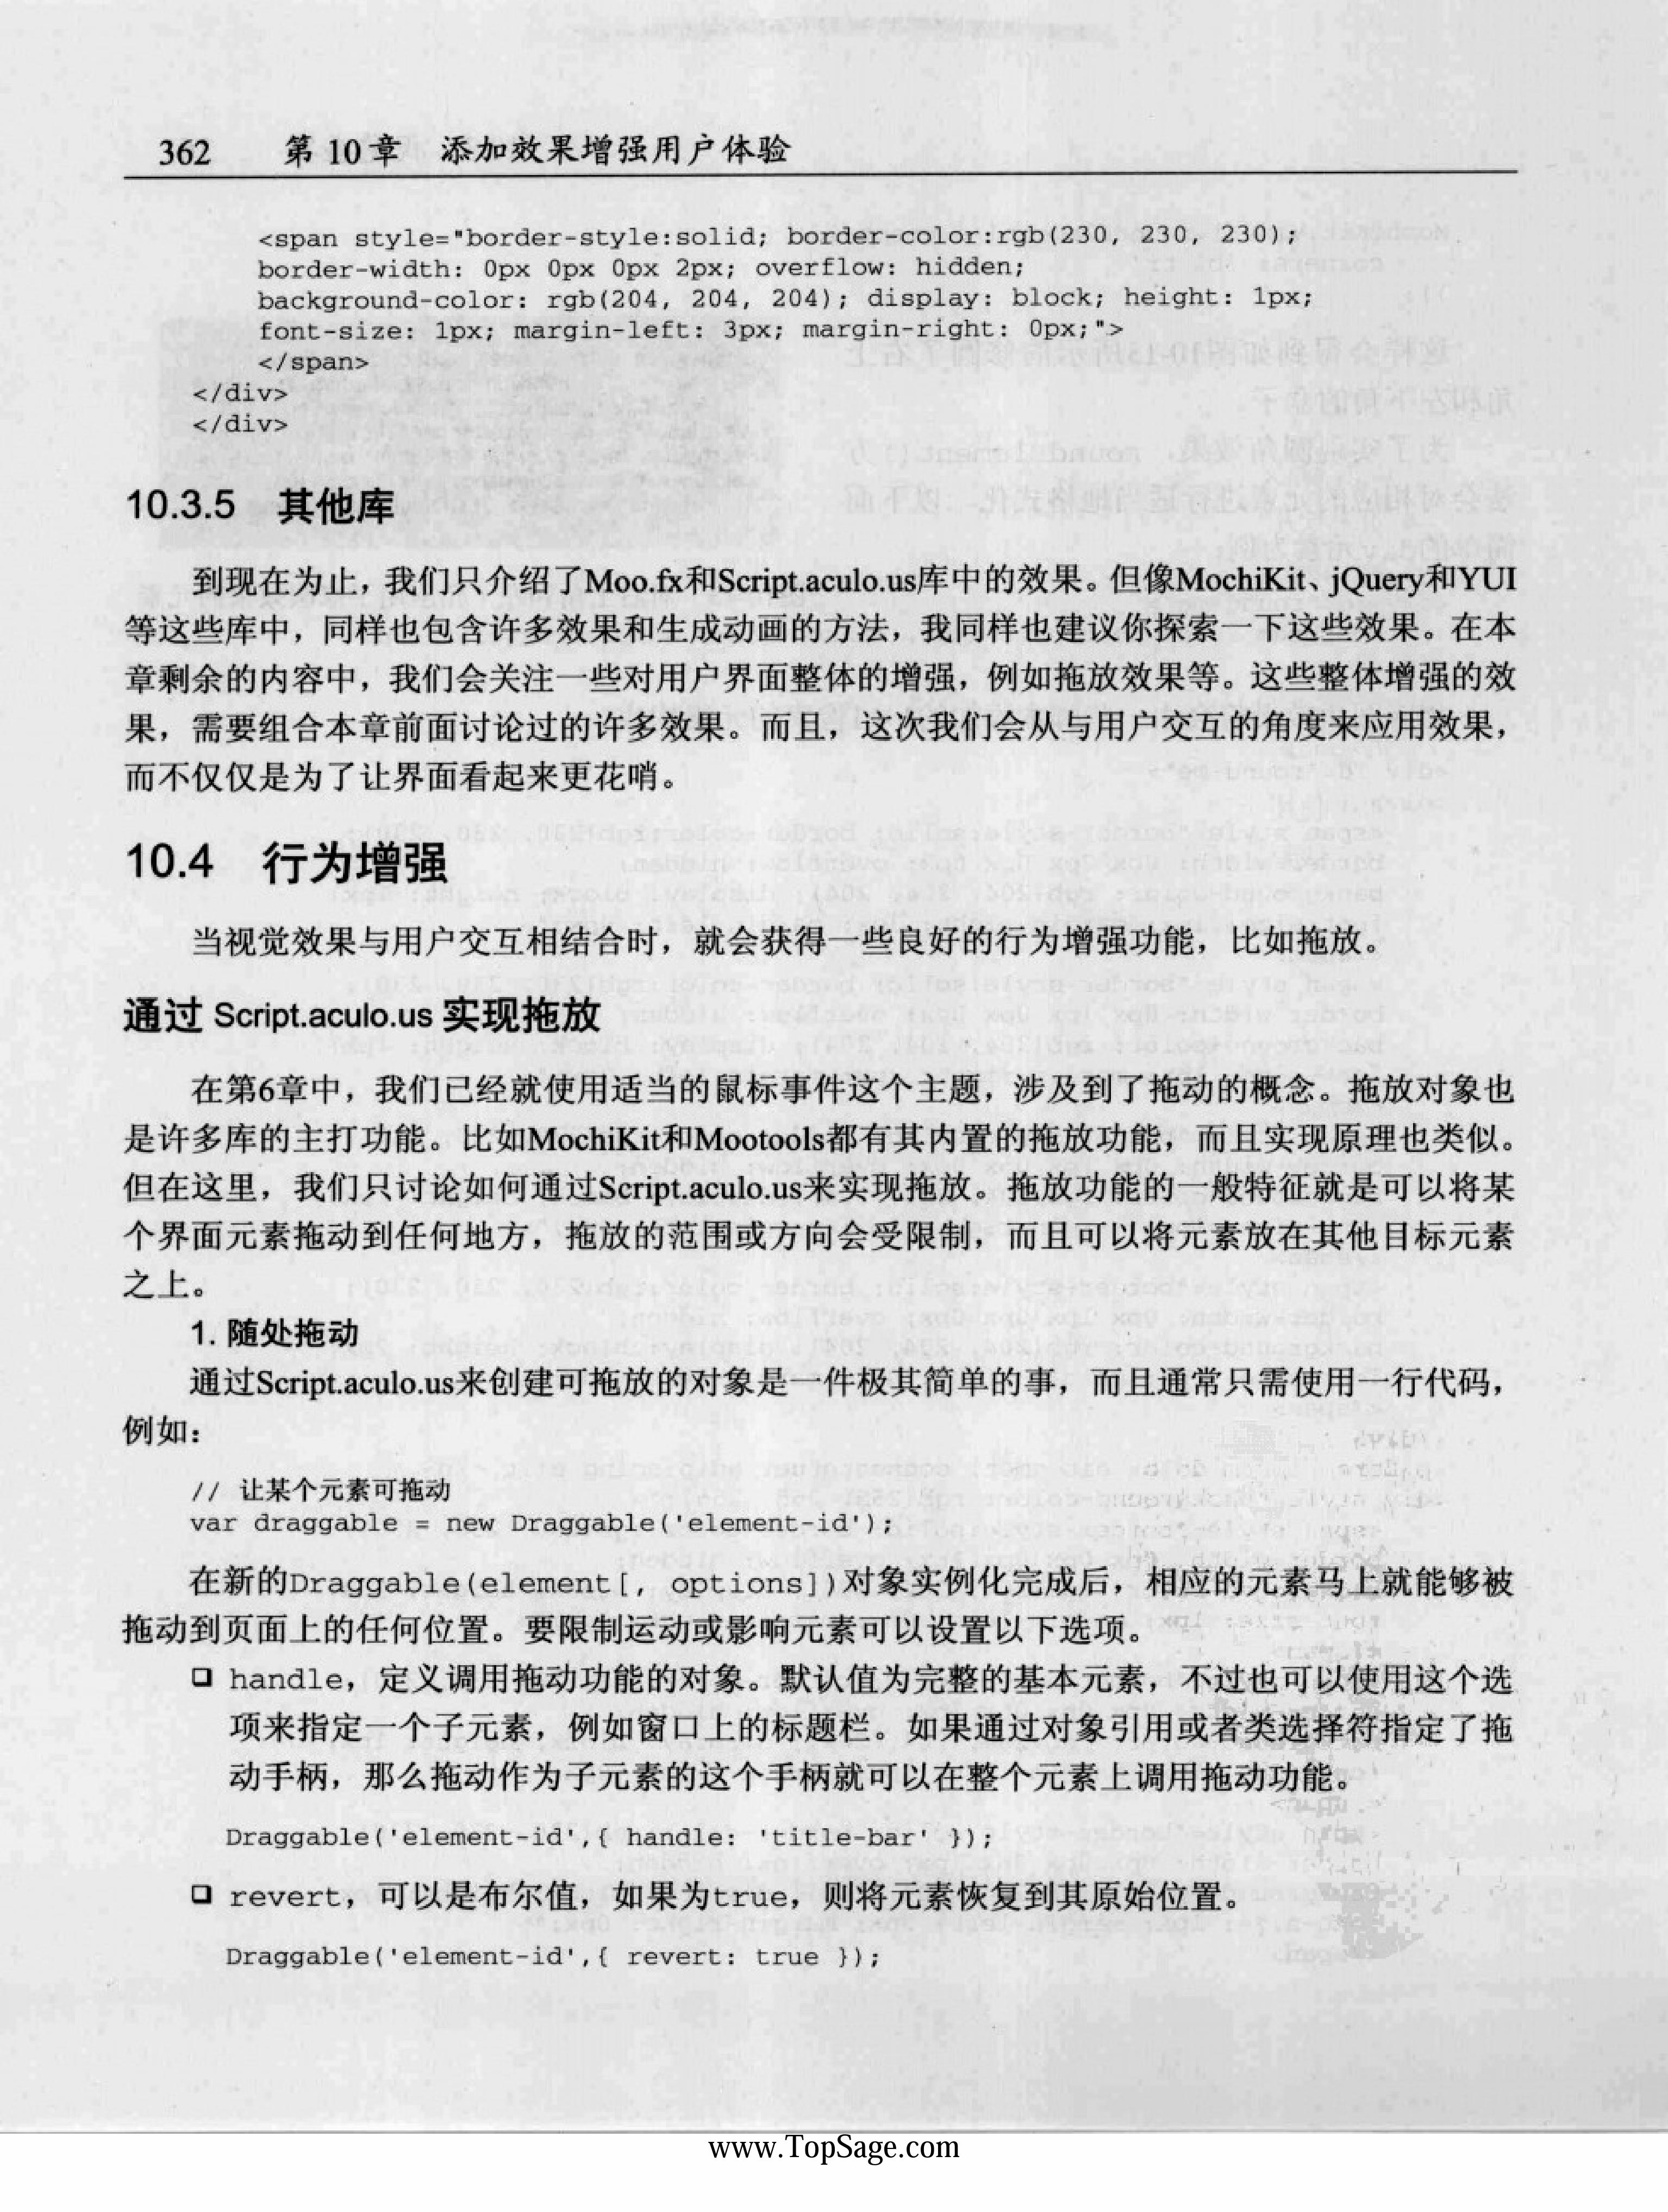 362 第 10 章 添加效果增强用户体验
<span style="border-style:solid; border-color:rgb(230, 230, 230);
border-width: 0px 0px 0px 2px; overflow: hidden;
background-color: rgb(204, 204, 204); display: block; height: 1px;
font-size: 1px; margin-left: 3px; margin-right: 0px;">
</span>
</div>
</div>
10.3.5 其他库
到现在为止，我们只介绍了Moo.fx和Script.aculo.us库中的效果。但像MochiKit、jQuery和YUI
等这些库中，同样也包含许多效果和生成动画的方法，我同样也建议你探索一下这些效果。在本
章剩余的内容中，我们会关注一些对用户界面整体的增强，例如拖放效果等。这些整体增强的效
果，需要组合本章前面讨论过的许多效果。而且，这次我们会从与用户交互的角度来应用效果，
而不仅仅是为了让界面看起来更花哨。
10.4 行为增强
当视觉效果与用户交互相结合时，就会获得一些良好的行为增强功能，比如拖放。
通过 Script.aculo.us 实现拖放
在第6章中，我们已经就使用适当的鼠标事件这个主题，涉及到了拖动的概念。拖放对象也
是许多库的主打功能。比如MochiKit和Mootools都有其内置的拖放功能，而且实现原理也类似。
但在这里，我们只讨论如何通过Script.aculo.us来实现拖放。拖放功能的一般特征就是可以将某
个界面元素拖动到任何地方，拖放的范围或方向会受限制，而且可以将元素放在其他目标元素
之上。
1. 随处拖动
通过Script.aculo.us来创建可拖放的对象是一件极其简单的事，而且通常只需使用一行代码，
例如：
// 让某个元素可拖动
var draggable = new Draggable('element-id');
在新的Draggable(element[, options])对象实例化完成后，相应的元素马上就能够被
拖动到页面上的任何位置。要限制运动或影响元素可以设置以下选项。
❑ handle，定义调用拖动功能的对象。默认值为完整的基本元素，不过也可以使用这个选
项来指定一个子元素，例如窗口上的标题栏。如果通过对象引用或者类选择符指定了拖
动手柄，那么拖动作为子元素的这个手柄就可以在整个元素上调用拖动功能。
Draggable('element-id',{ handle: 'title-bar' });
❑ revert，可以是布尔值，如果为true，则将元素恢复到其原始位置。
Draggable('element-id',{ revert: true });
www.TopSage.com